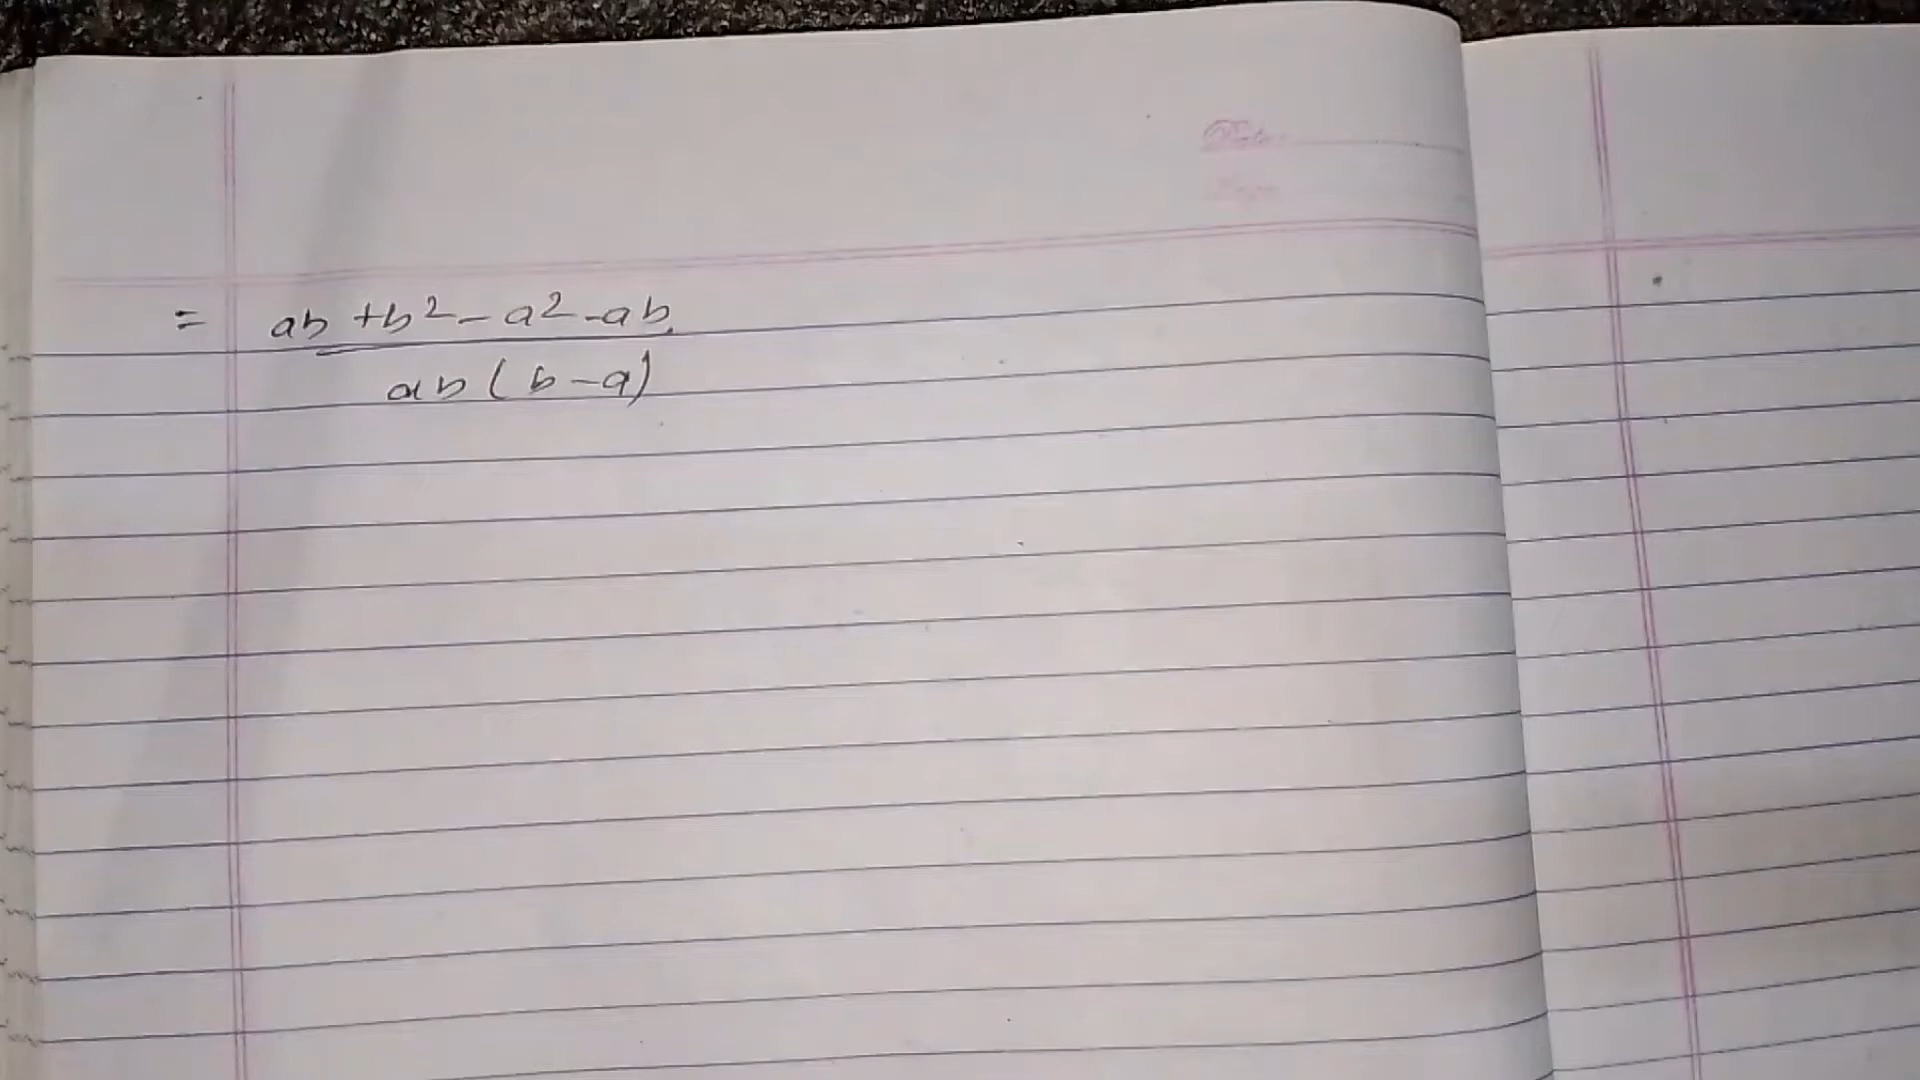 = ab + b² - a² - ab
ab (b - a)